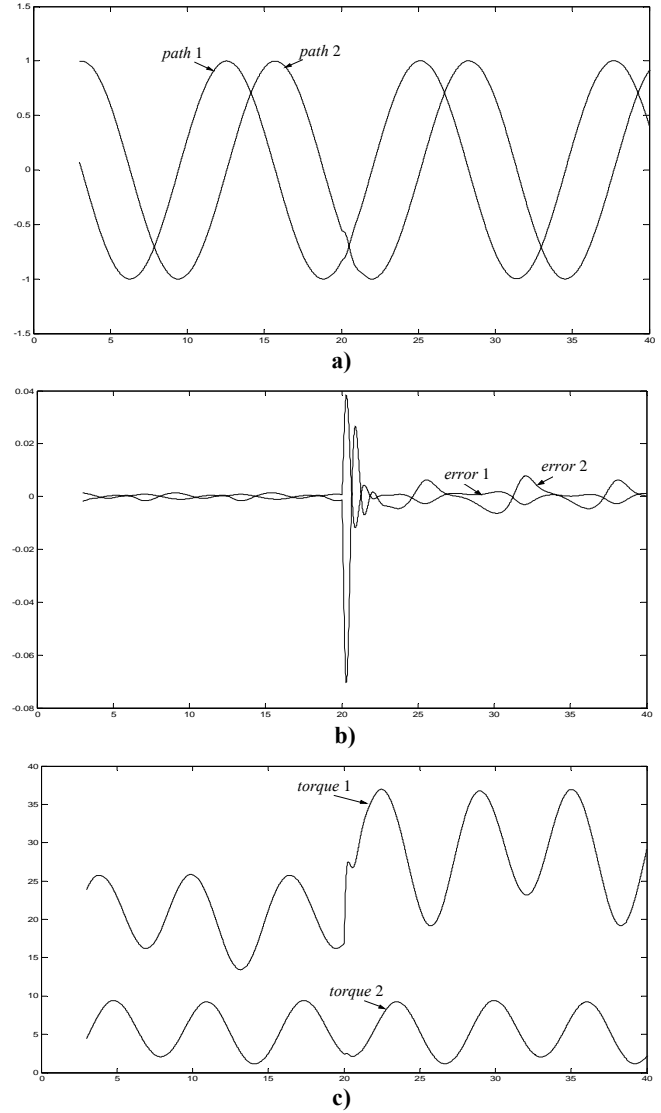 1.5
path 1
path 2
1
0.5
0
-0.5
-1
-1.5
0 5 10 15 20 25 30 35 40
a)
0.04
0.02
error 1
error 2
0
-0.02
-0.04
-0.06
-0.08
0 5 10 15 20 25 30 35 40
b)
40
torque 1
35
30
25
20
15
10
torque 2
5
0
0 5 10 15 20 25 30 35 40
c)